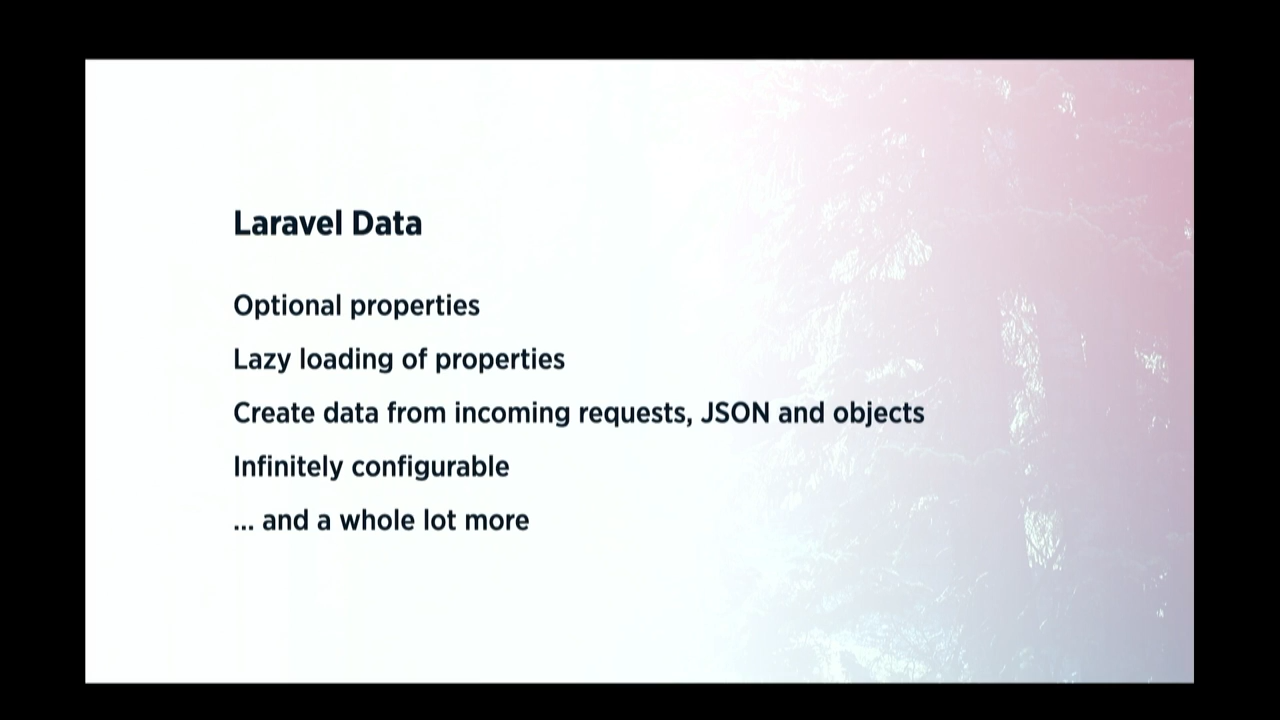 Laravel Data
Optional properties
Lazy loading of properties
Create data from incoming requests, JSON and objects
Infinitely configurable
... and a whole lot more